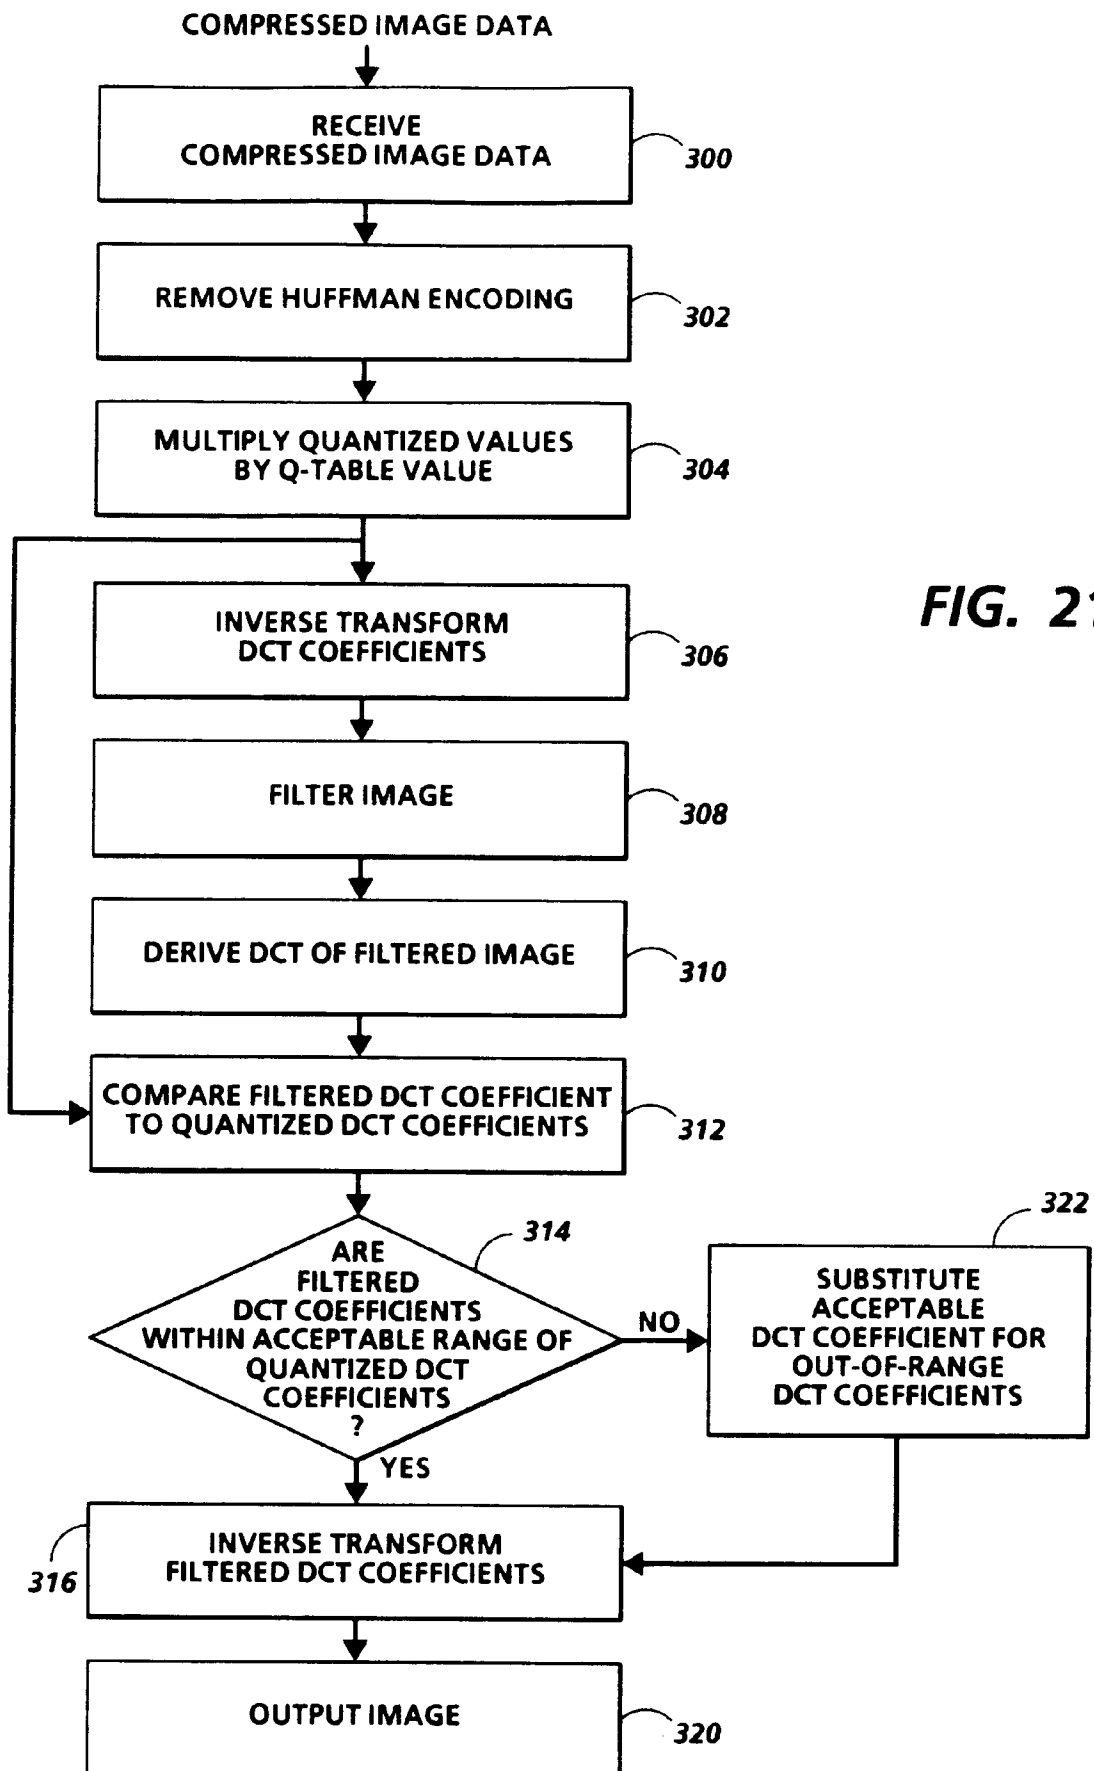 COMPRESSED IMAGE DATA
RECEIVE
COMPRESSED IMAGE DATA
300
REMOVE HUFFMAN ENCODING
302
MULTIPLY QUANTIZED VALUES
BY Q-TABLE VALUE
304
INVERSE TRANSFORM
DCT COEFFICIENTS
306
FIG. 21
FILTER IMAGE
308
DERIVE DCT OF FILTERED IMAGE
310
COMPARE FILTERED DCT COEFFICIENT
TO QUANTIZED DCT COEFFICIENTS
312
ARE
FILTERED
DCT COEFFICIENTS
WITHIN ACCEPTABLE RANGE OF
QUANTIZED DCT
COEFFICIENTS
?
314
NO
YES
SUBSTITUTE
ACCEPTABLE
DCT COEFFICIENT FOR
OUT-OF-RANGE
DCT COEFFICIENTS
322
INVERSE TRANSFORM
FILTERED DCT COEFFICIENTS
316
OUTPUT IMAGE
320